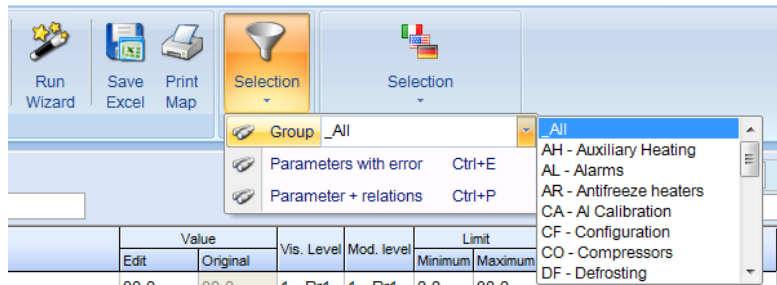 Run Wizard
Save Excel
Print Map
Selection
Selection
Group _All
_All
AH - Auxiliary Heating
AL - Alarms
AR - Antifreeze heaters
CA - AI Calibration
CF - Configuration
CO - Compressors
DF - Defrosting
Parameters with error Ctrl+E
Parameter + relations Ctrl+P
Value
Vis. Level
Mod. level
Limit
Edit
Original
Minimum
Maximum